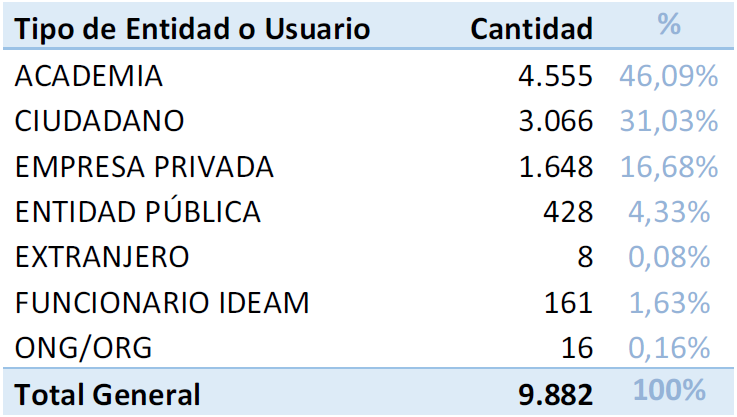 Tipo de Entidad o Usuario Cantidad %
ACADEMIA 4.555 46,09%
CIUDADANO 3.066 31,03%
EMPRESA PRIVADA 1.648 16,68%
ENTIDAD PÚBLICA 428 4,33%
EXTRANJERO 8 0,08%
FUNCIONARIO IDEAM 161 1,63%
ONG/ORG 16 0,16%
Total General 9.882 100%